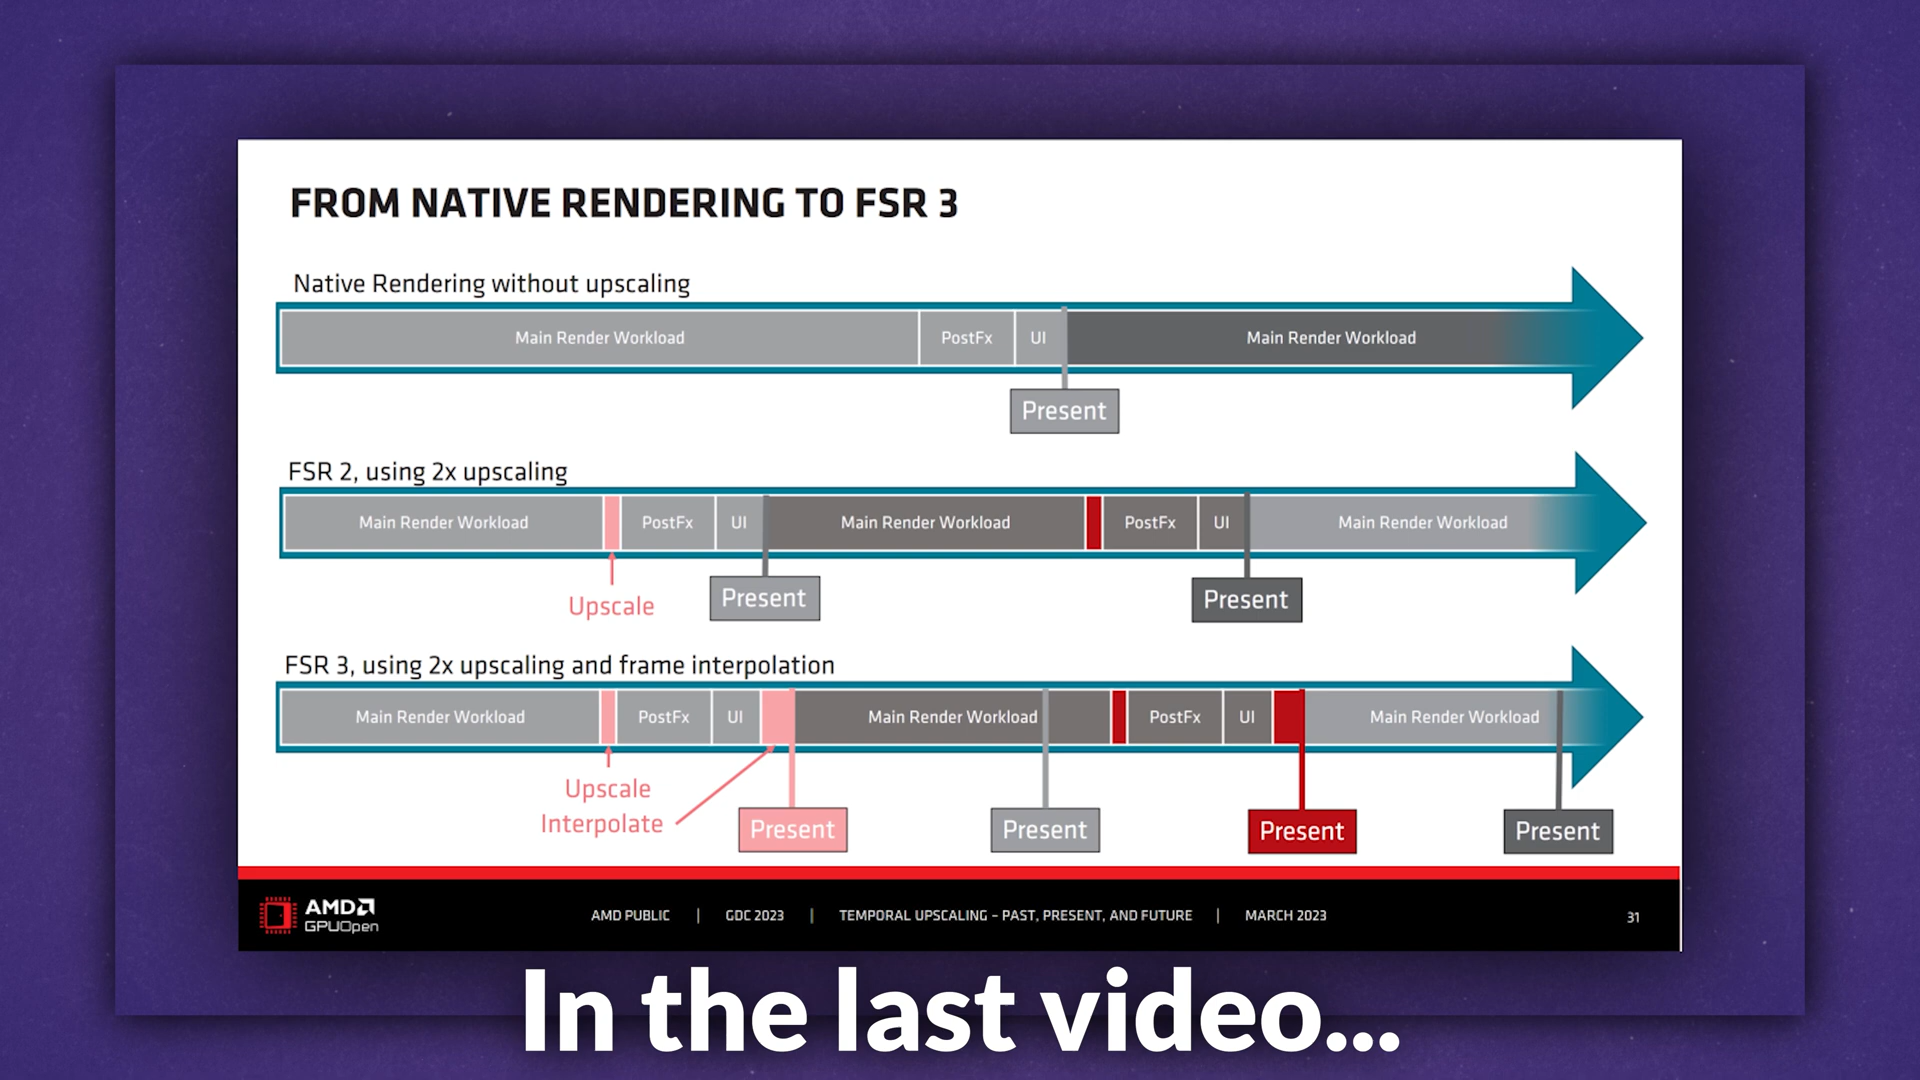 FROM NATIVE RENDERING TO FSR 3
Native Rendering without upscaling
Main Render Workload PostFx UI Main Render Workload
Present
FSR 2, using 2x upscaling
Main Render Workload PostFx UI Main Render Workload PostFx UI Main Render Workload
Upscale Present Present
FSR 3, using 2x upscaling and frame interpolation
Main Render Workload PostFx UI Main Render Workload PostFx UI Main Render Workload
Upscale
Interpolate Present Present Present Present
AMD
GPUOpen
AMD PUBLIC | GDC 2023 | TEMPORAL UPSCALING – PAST, PRESENT, AND FUTURE | MARCH 2023 31
In the last video...